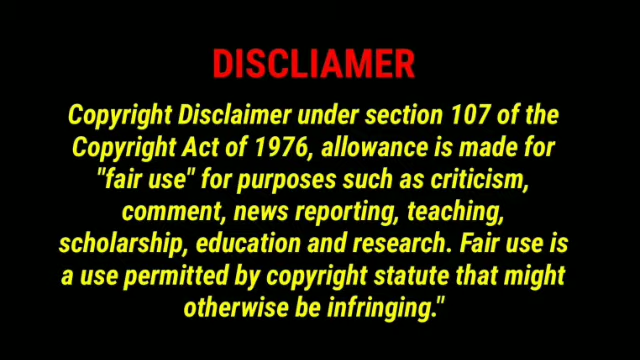 DISCLIAMER
Copyright Disclaimer under section 107 of the
Copyright Act of 1976, allowance is made for
"fair use" for purposes such as criticism,
comment, news reporting, teaching,
scholarship, education and research. Fair use is
a use permitted by copyright statute that might
otherwise be infringing."